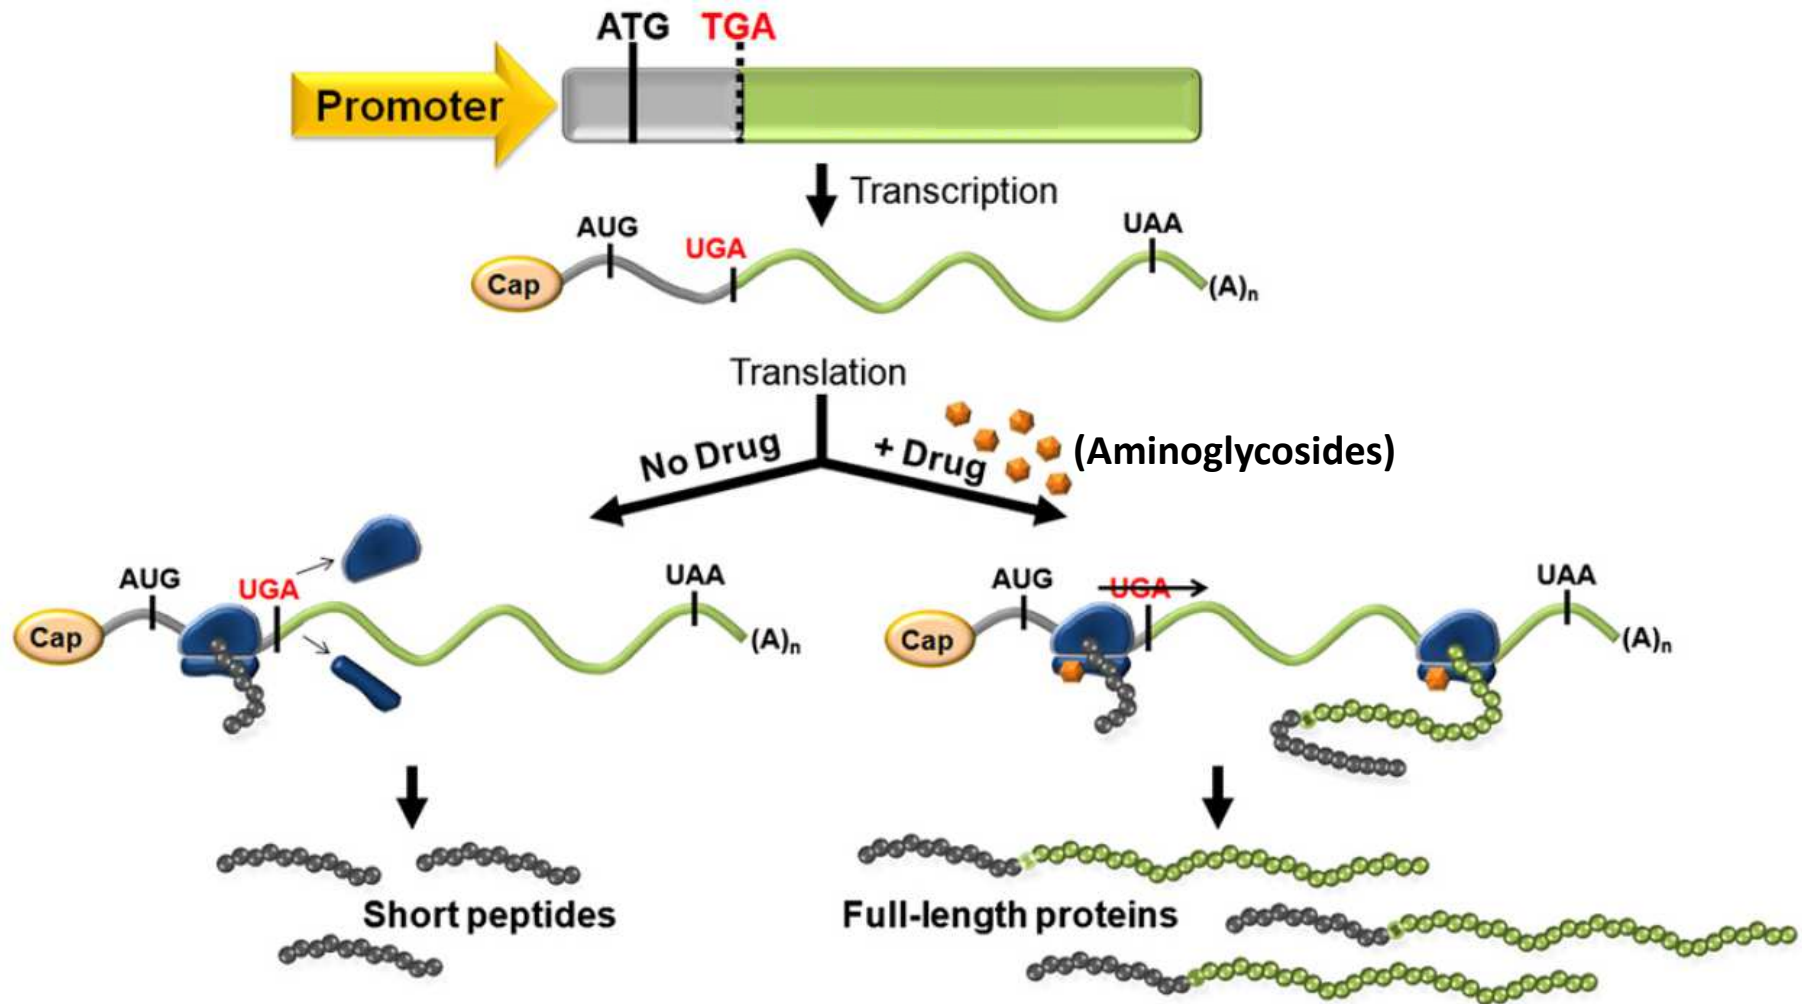 ATG TGA
Promoter
Transcription
AUG UGA UAA
Cap (A)n
Translation
No Drug + Drug (Aminoglycosides)
AUG UGA UAA
Cap (A)n
AUG UGA UAA
Cap (A)n
Short peptides
Full-length proteins